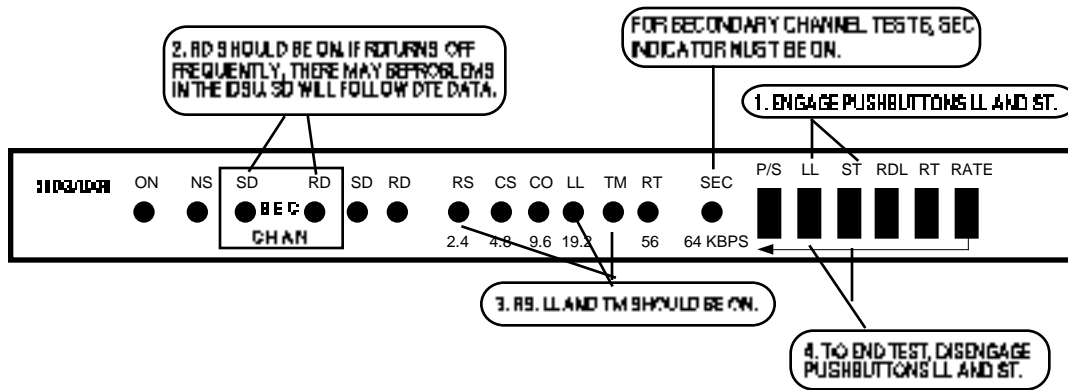 FOR SECONDARY CHANNEL TESTS, SEC
INDICATOR MUST BE ON.
2. RD SHOULD BE ON. IF RD TURNS OFF
FREQUENTLY, THERE MAY BE PROBLEMS
IN THE DSU. SD WILL FOLLOW DTE DATA.
1. ENGAGE PUSHBUTTONS LL AND ST.
ON NS SD RD SD RD RS CS CO LL TM RT SEC P/S LL ST RDL RT RATE
SEC
CHAN
2.4 4.8 9.6 19.2 56 64 KBPS
3. RS, LL AND TM SHOULD BE ON.
4. TO END TEST, DISENGAGE
PUSHBUTTONS LL AND ST.